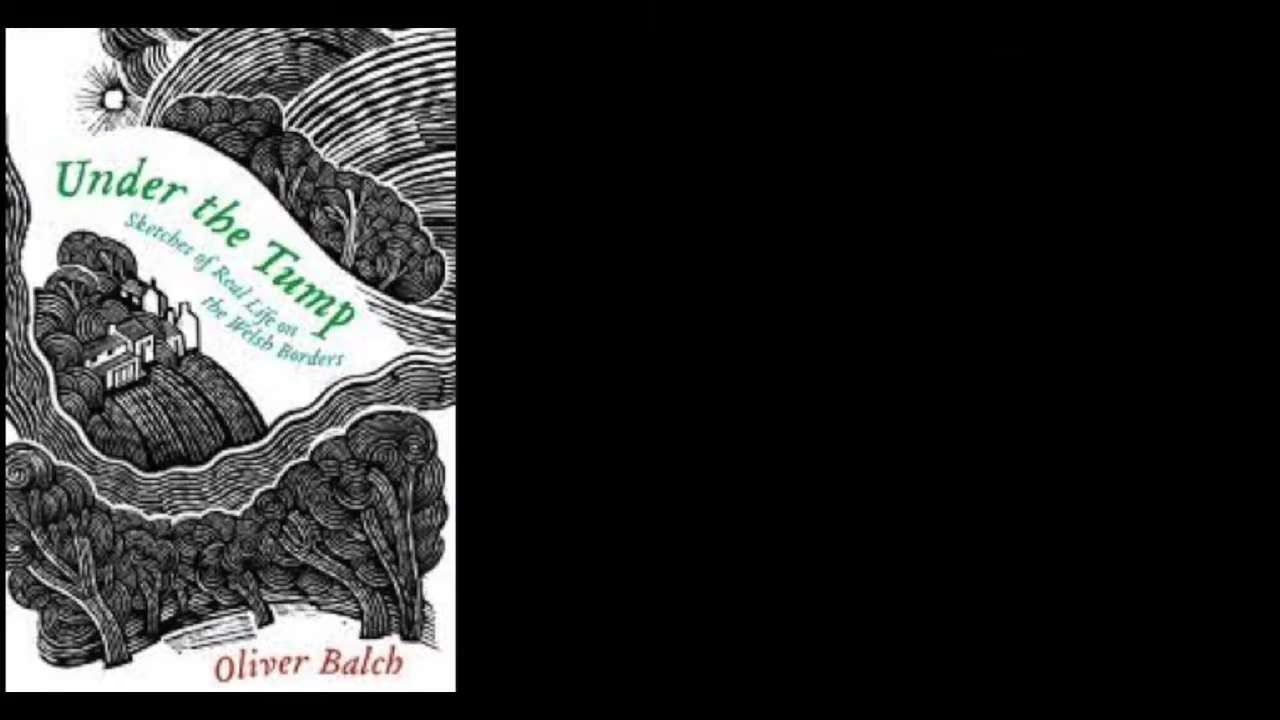 Under the Tump
Sketches of Real Life on
the Welsh Borders
Oliver Balch